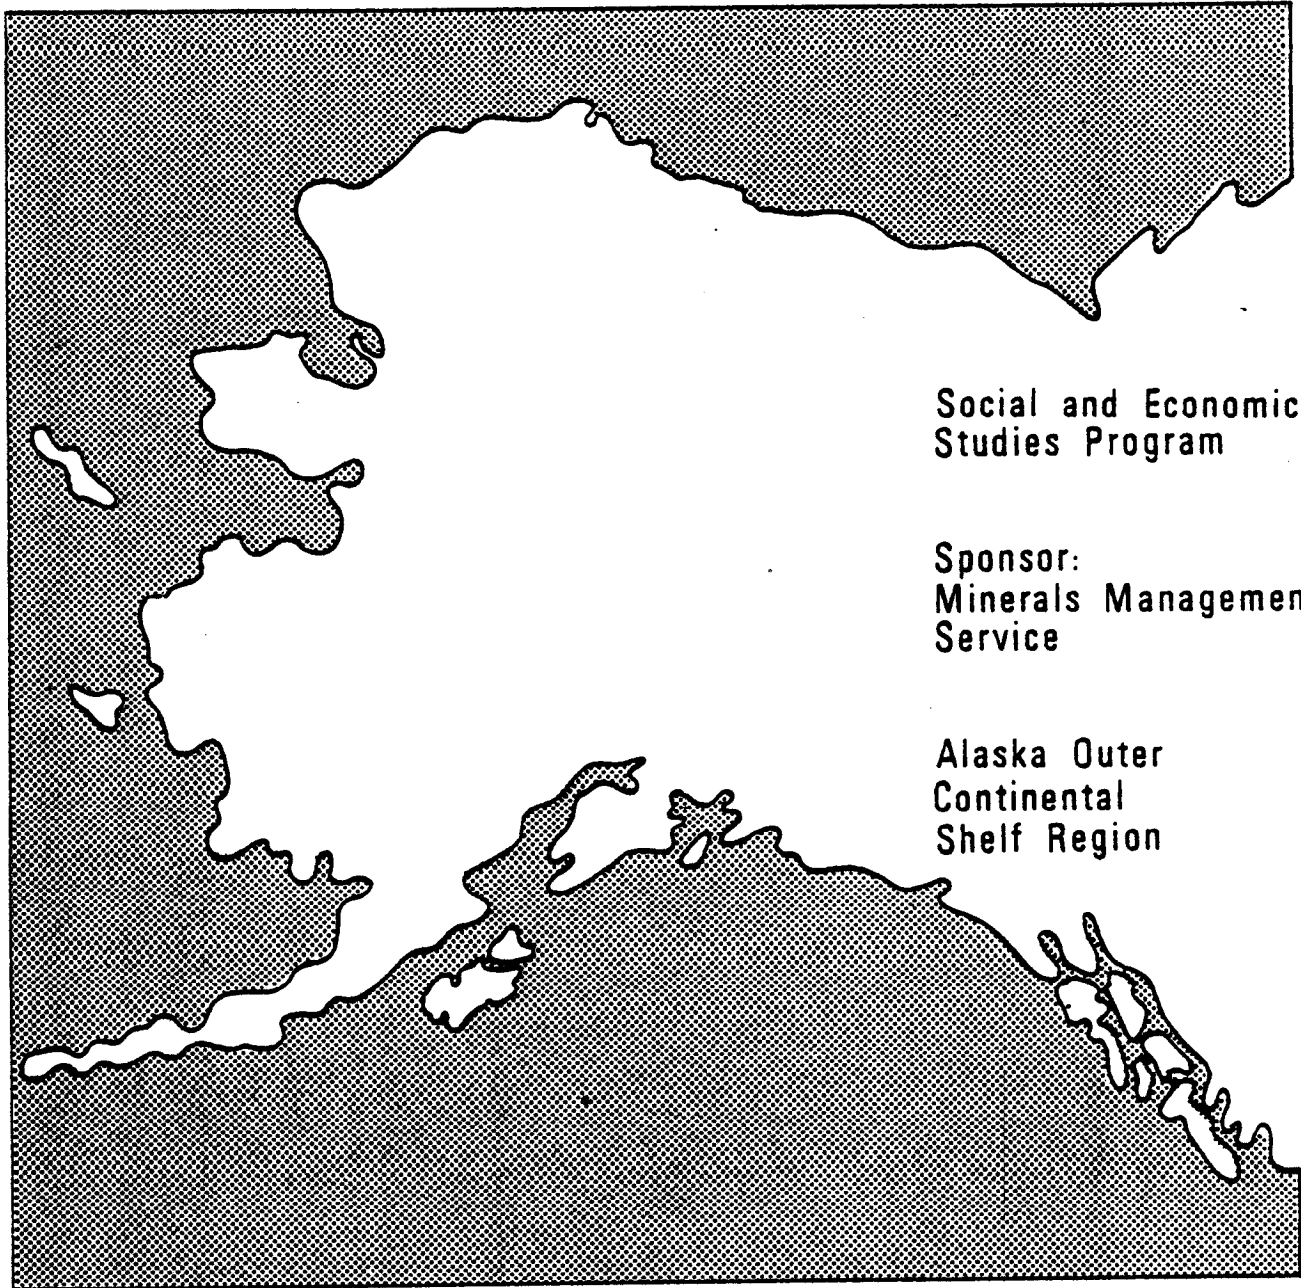 Social and Economic
Studies Program
Sponsor:
Minerals Managemen
Service
Alaska Outer
Continental
Shelf Region